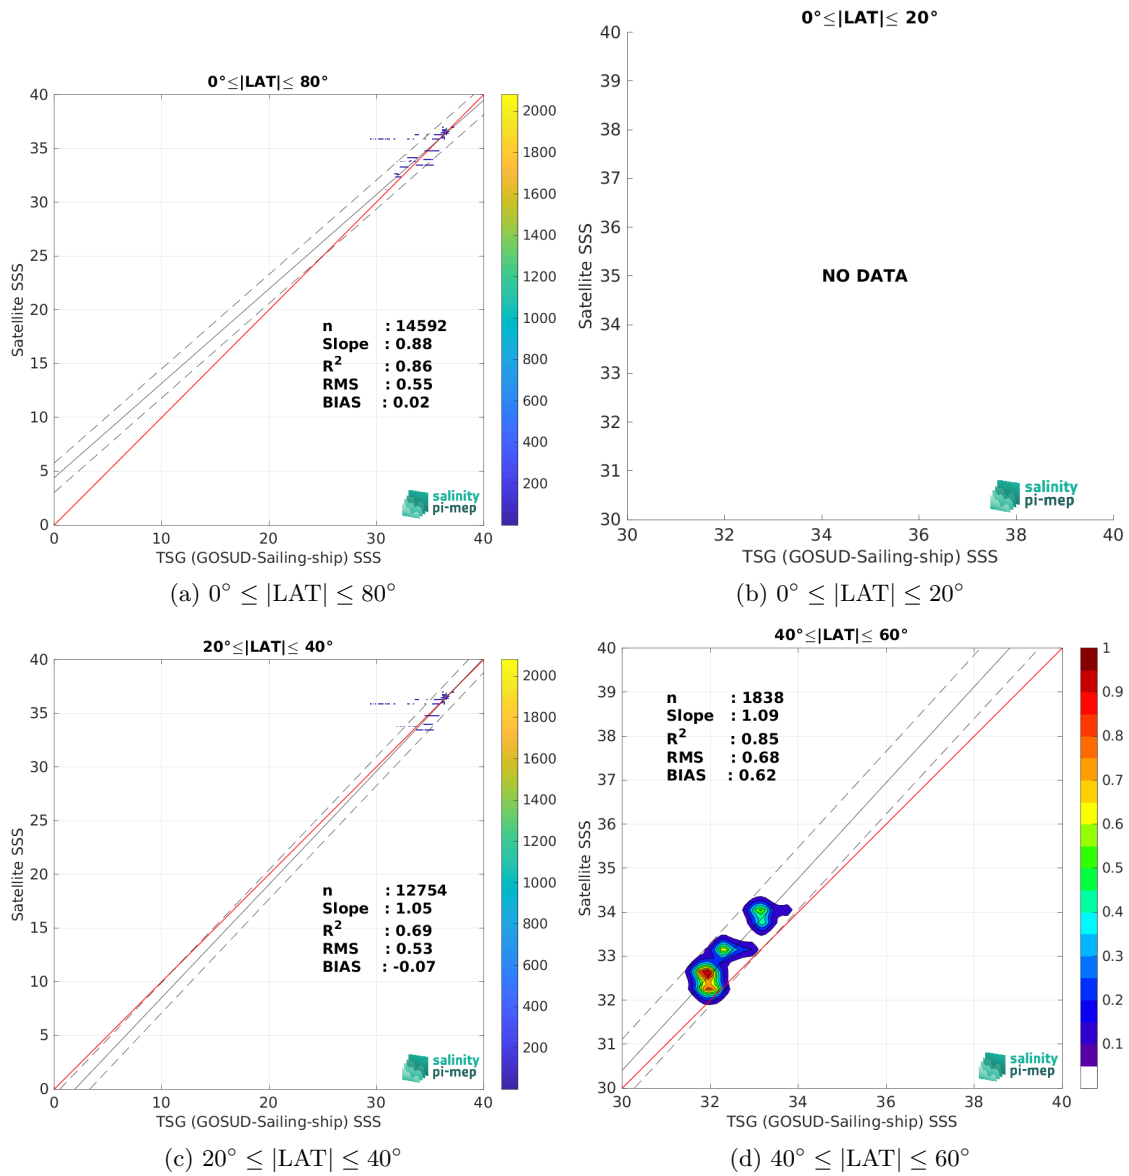 0°≤|LAT|≤ 80°
40
35
30
25
20
15
10
5
0
Satellite SSS
n : 14592
Slope : 0.88
R² : 0.86
RMS : 0.55
BIAS : 0.02
salinity
pi-mep
0 10 20 30 40
TSG (GOSUD-Sailing-ship) SSS
2000
1800
1600
1400
1200
1000
800
600
400
200
(a) 0° ≤ |LAT| ≤ 80°
0°≤|LAT|≤ 20°
40
39
38
37
36
35
34
33
32
31
30
Satellite SSS
NO DATA
salinity
pi-mep
30 32 34 36 38 40
TSG (GOSUD-Sailing-ship) SSS
(b) 0° ≤ |LAT| ≤ 20°
20°≤|LAT|≤ 40°
40
35
30
25
20
15
10
5
0
Satellite SSS
n : 12754
Slope : 1.05
R² : 0.69
RMS : 0.53
BIAS : -0.07
salinity
pi-mep
0 10 20 30 40
TSG (GOSUD-Sailing-ship) SSS
2000
1800
1600
1400
1200
1000
800
600
400
200
(c) 20° ≤ |LAT| ≤ 40°
40°≤|LAT|≤ 60°
40
39
38
37
36
35
34
33
32
31
30
Satellite SSS
n : 1838
Slope : 1.09
R² : 0.85
RMS : 0.68
BIAS : 0.62
salinity
pi-mep
30 32 34 36 38 40
TSG (GOSUD-Sailing-ship) SSS
1
0.9
0.8
0.7
0.6
0.5
0.4
0.3
0.2
0.1
(d) 40° ≤ |LAT| ≤ 60°